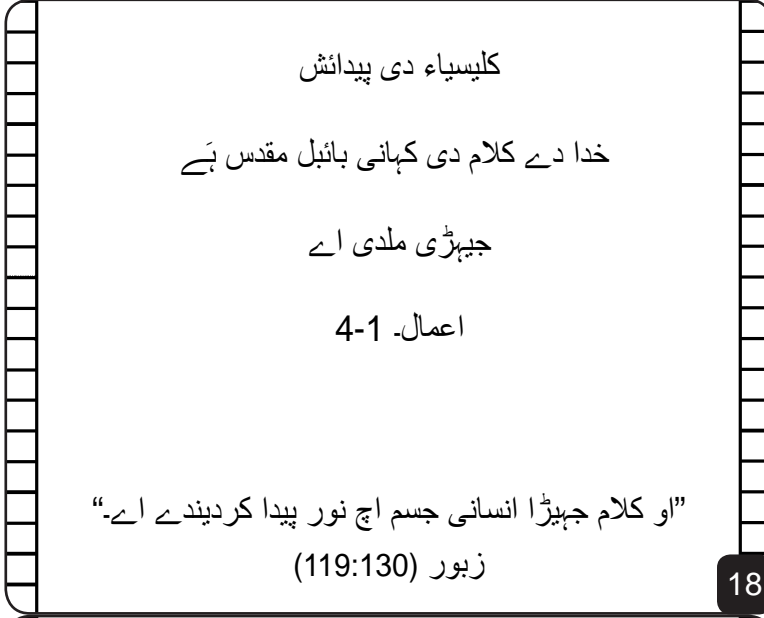 کلیسیاء دی پیدائش
خدا دے کلام دی کہانی بائبل مقدس ہَے
جیہڑی ملدی اے
اعمال۔ 1-4
”او کلام جہیڑا انسانی جسم اچ نور پیدا کردیندے اے۔“
زبور (119:130)
18